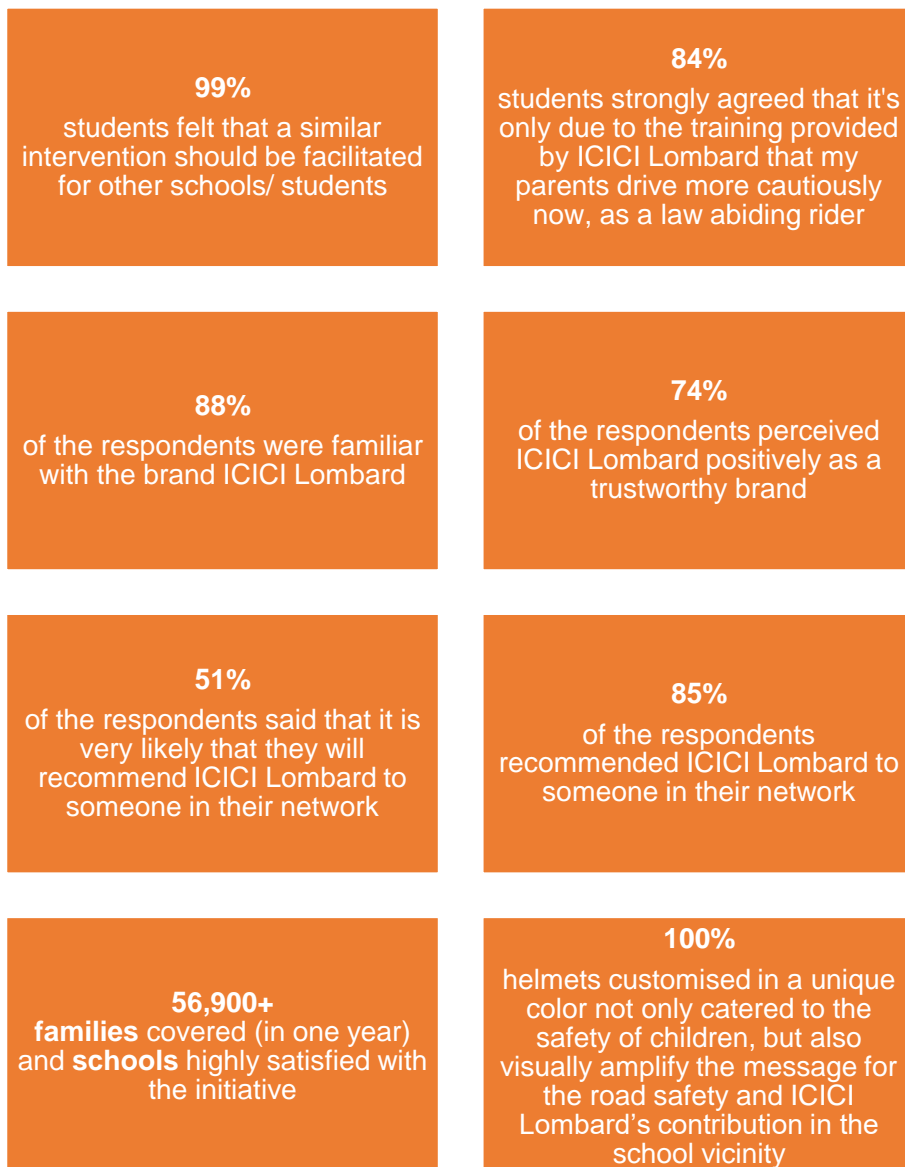 99%
students felt that a similar
intervention should be facilitated
for other schools/ students
84%
students strongly agreed that it's
only due to the training provided
by ICICI Lombard that my
parents drive more cautiously
now, as a law abiding rider
88%
of the respondents were familiar
with the brand ICICI Lombard
74%
of the respondents perceived
ICICI Lombard positively as a
trustworthy brand
51%
of the respondents said that it is
very likely that they will
recommend ICICI Lombard to
someone in their network
85%
of the respondents
recommended ICICI Lombard to
someone in their network
56,900+
families covered (in one year)
and schools highly satisfied with
the initiative
100%
helmets customised in a unique
color not only catered to the
safety of children, but also
visually amplify the message for
the road safety and ICICI
Lombard’s contribution in the
school vicinity